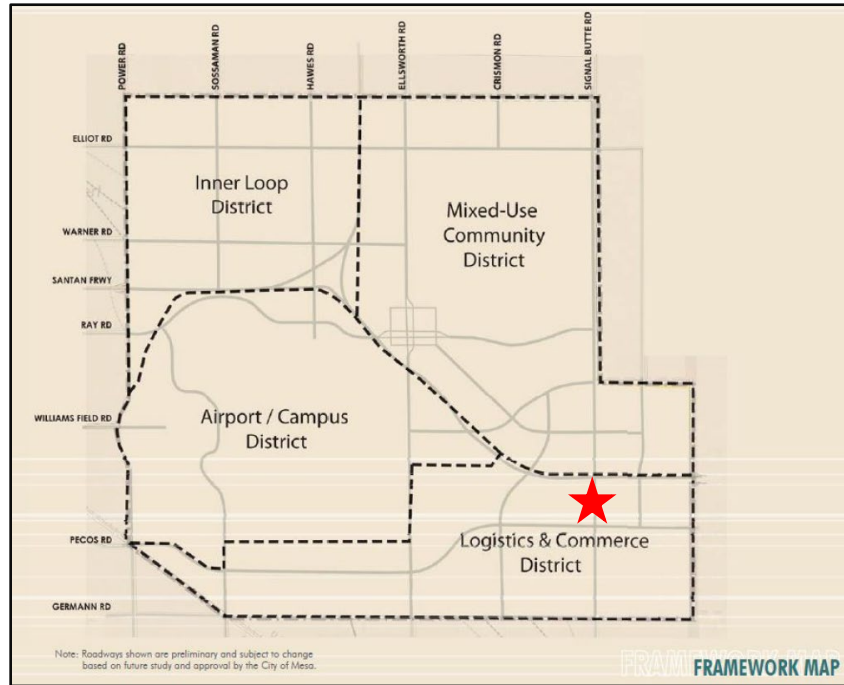 POWER RD
SOSSAMAN RD
HAWES RD
ELLSWORTH RD
CRISMON RD
SIGNAL BUTTE RD
ELLIOT RD
Inner Loop
District
Mixed-Use
Community
District
WARNER RD
SANTAN FRWY
RAY RD
Airport / Campus
District
WILLIAMS FIELD RD
PECOS RD
Logistics & Commerce
District
GERMANN RD
Note: Roadways shown are preliminary and subject to change
based on future study and approval by the City of Mesa.
FRAMEWORK MAP
FRAMEWORK MAP